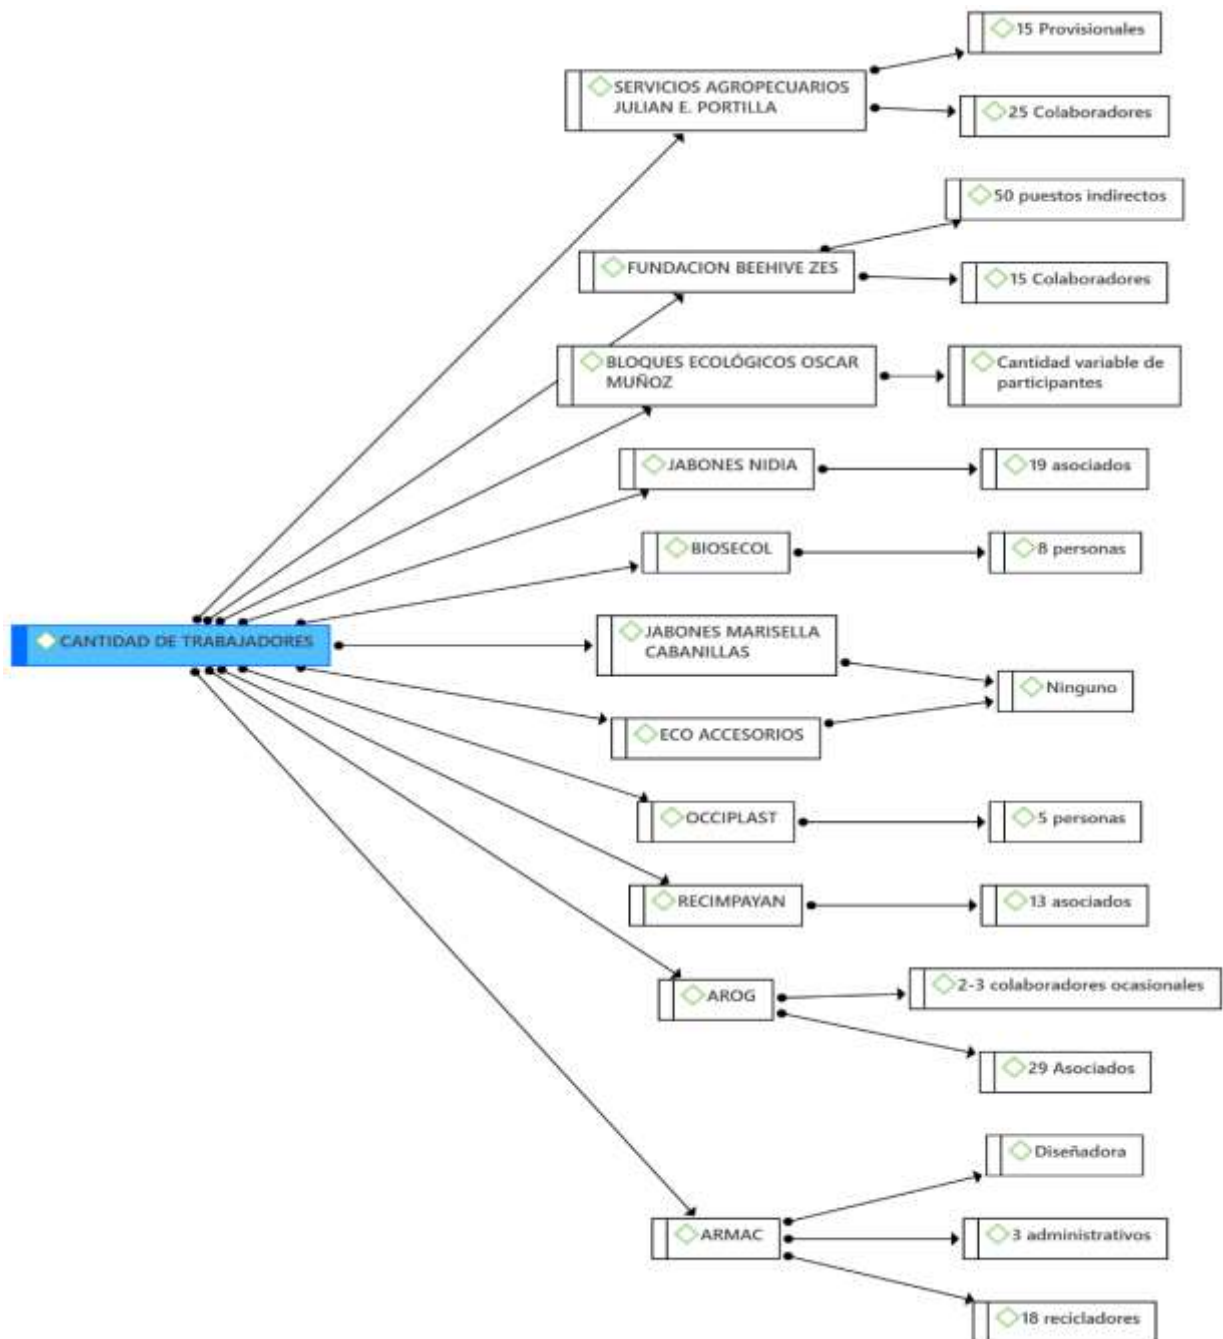 15 Provisionales
SERVICIOS AGROPECUARIOS
JULIAN E. PORTILLA
25 Colaboradores
50 puestos indirectos
FUNDACION BEEHIVE ZES
15 Colaboradores
BLOQUES ECOLÓGICOS OSCAR
MUÑOZ
Cantidad variable de
participantes
JABONES NIDIA
19 asociados
BIOSECOL
8 personas
CANTIDAD DE TRABAJADORES
JABONES MARISELLA
CABANILLAS
Ninguno
ECO ACCESORIOS
OCCIPLAST
5 personas
RECIMPAYAN
13 asociados
AROG
2-3 colaboradores ocasionales
29 Asociados
Diseñadora
ARMAC
3 administrativos
18 recicladores